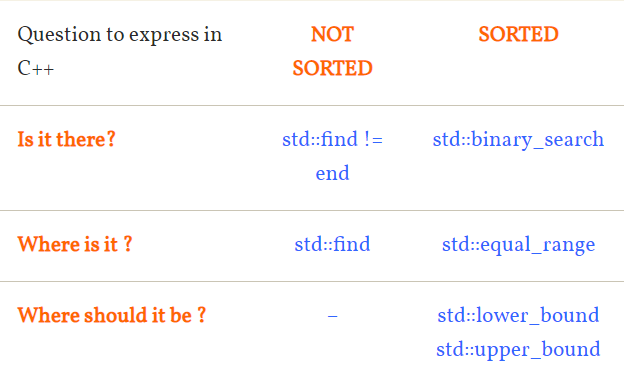 Question to express in NOT SORTED
C++ SORTED
Is it there? std::find != std::binary_search
end
Where is it ? std::find std::equal_range
Where should it be ? – std::lower_bound
std::upper_bound